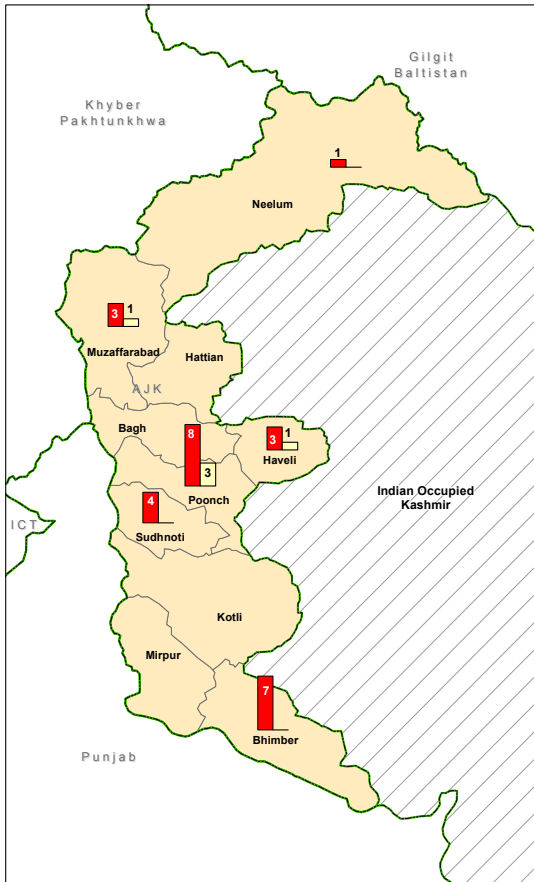 Gilgit
Baltistan
Khyber
Pakhtunkhwa
1
Neelum
3 1
Muzaffarabad
Hattian
AJK
Bagh
8
3
1
3
Haveli
Poonch
4
Sudhnoti
Indian Occupied
Kashmir
ICT
Kotli
Mirpur
7
Bhimber
Punjab